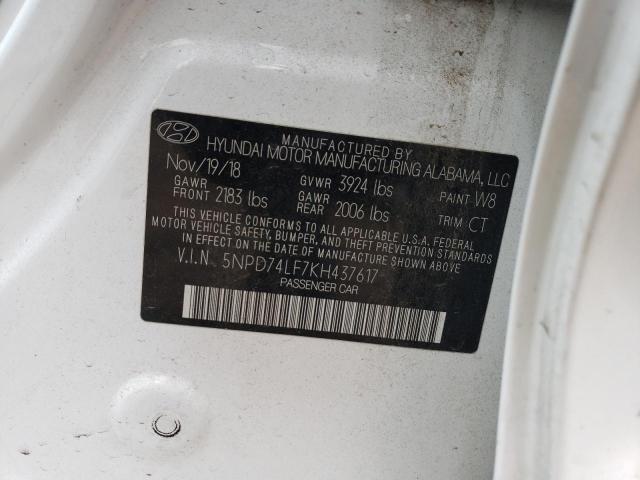 MANUFACTURED BY
HYUNDAI MOTOR MANUFACTURING ALABAMA, LLC
Nov/19/18 GVWR 3924 lbs PAINT W8
GAWR FRONT 2183 lbs GAWR REAR 2006 lbs TRIM CT
THIS VEHICLE CONFORMS TO ALL APPLICABLE U.S.A. FEDERAL
MOTOR VEHICLE SAFETY, BUMPER, AND THEFT PREVENTION STANDARDS
IN EFFECT ON THE DATE OF MANUFACTURE SHOWN ABOVE.
V.I.N. 5NPD74LF7KH437617
PASSENGER CAR